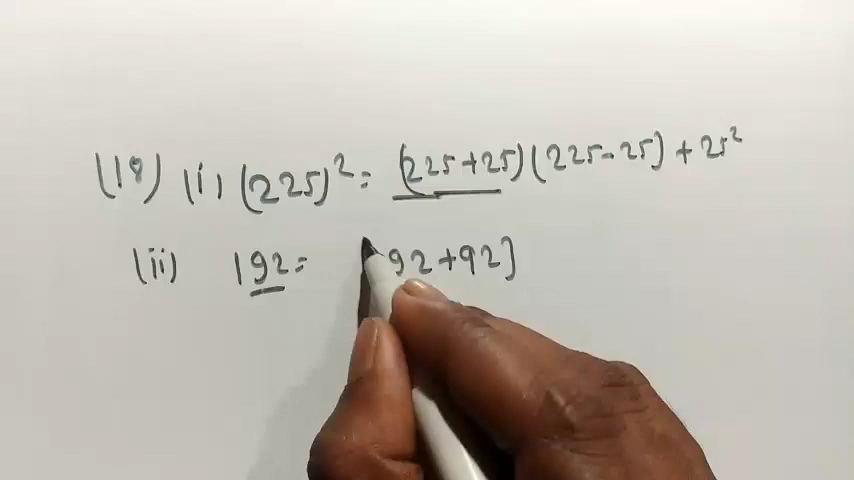 (18) (i) (225)² = (225+25)(225-25) + 25²
(ii) 192 = 92+92]